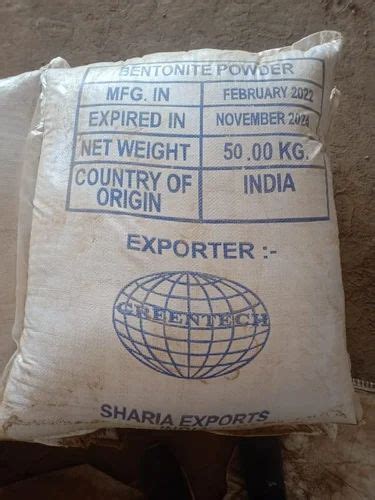 BENTONITE POWDER
MFG. IN FEBRUARY 2022
EXPIRED IN NOVEMBER 2024
NET WEIGHT 50.00 KG.
COUNTRY OF ORIGIN INDIA
EXPORTER :-
GREENTECH
SHARIA EXPORTS